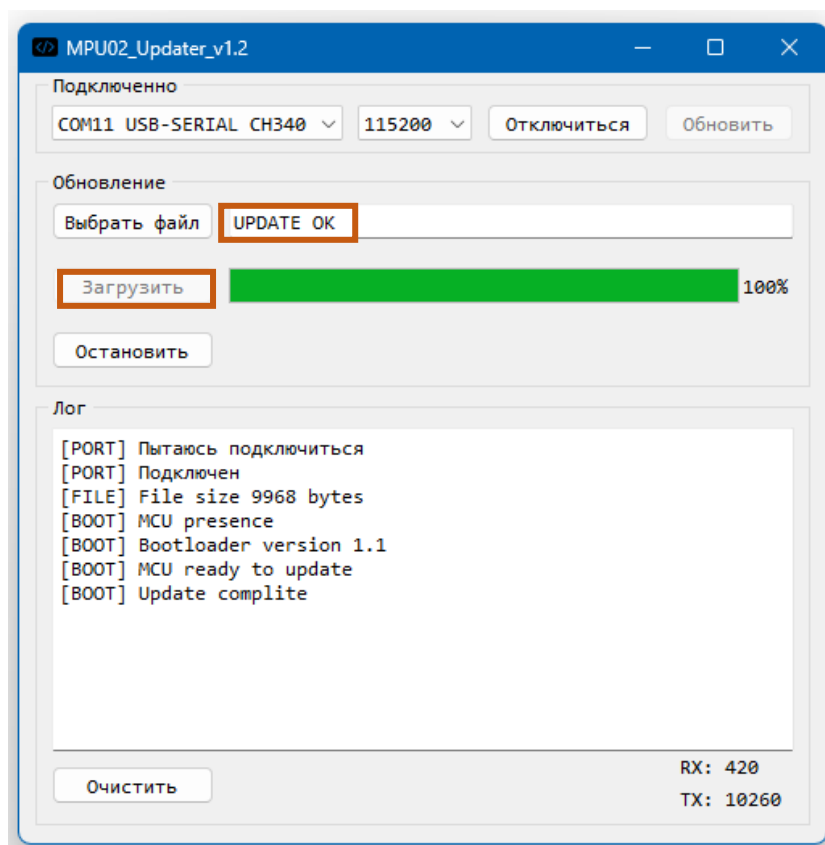 MPU02_Updater_v1.2
Подключенно
COM11 USB-SERIAL CH340 115200 Отключиться Обновить
Обновление
Выбрать файл UPDATE OK
Загрузить 100%
Остановить
Лог
[PORT] Пытаюсь подключиться
[PORT] Подключен
[FILE] File size 9968 bytes
[BOOT] MCU presence
[BOOT] Bootloader version 1.1
[BOOT] MCU ready to update
[BOOT] Update complite
RX: 420
Очистить
TX: 10260